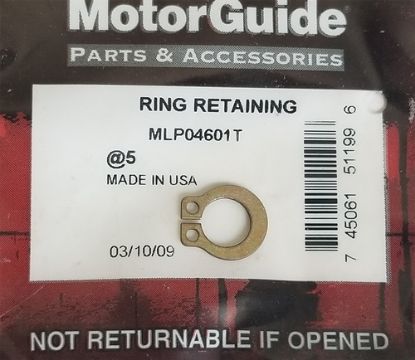 MotorGuide
PARTS & ACCESSORIES
RING RETAINING
MLP04601T
@5
MADE IN USA
03/10/09
7 45061 51199 6
NOT RETURNABLE IF OPENED